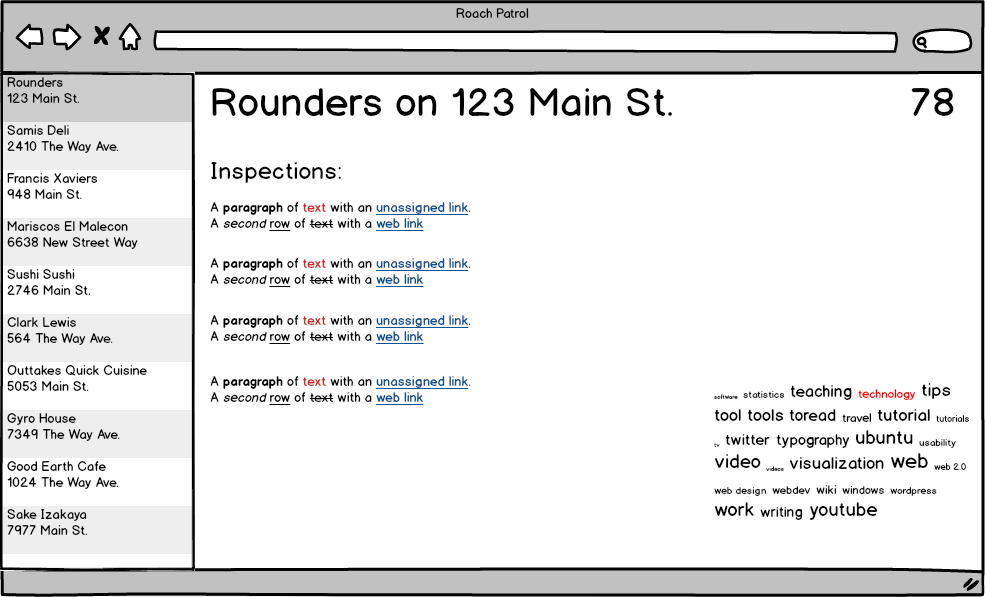 Roach Patrol
Rounders
123 Main St.
Samis Deli
2410 The Way Ave.
Francis Xaviers
948 Main St.
Mariscos El Malecon
6638 New Street Way
Sushi Sushi
2746 Main St.
Clark Lewis
564 The Way Ave.
Outtakes Quick Cuisine
5053 Main St.
Gyro House
7349 The Way Ave.
Good Earth Cafe
1024 The Way Ave.
Sake Izakaya
7977 Main St.
Rounders on 123 Main St.
78
Inspections:
A paragraph of text with an unassigned link.
A second row of text with a web link
A paragraph of text with an unassigned link.
A second row of text with a web link
A paragraph of text with an unassigned link.
A second row of text with a web link
A paragraph of text with an unassigned link.
A second row of text with a web link
software statistics teaching technology tips
tool tools toread travel tutorial tutorials
tv twitter typography ubuntu usability
video videos visualization web web 2.0
web design webdev wiki windows wordpress
work writing youtube